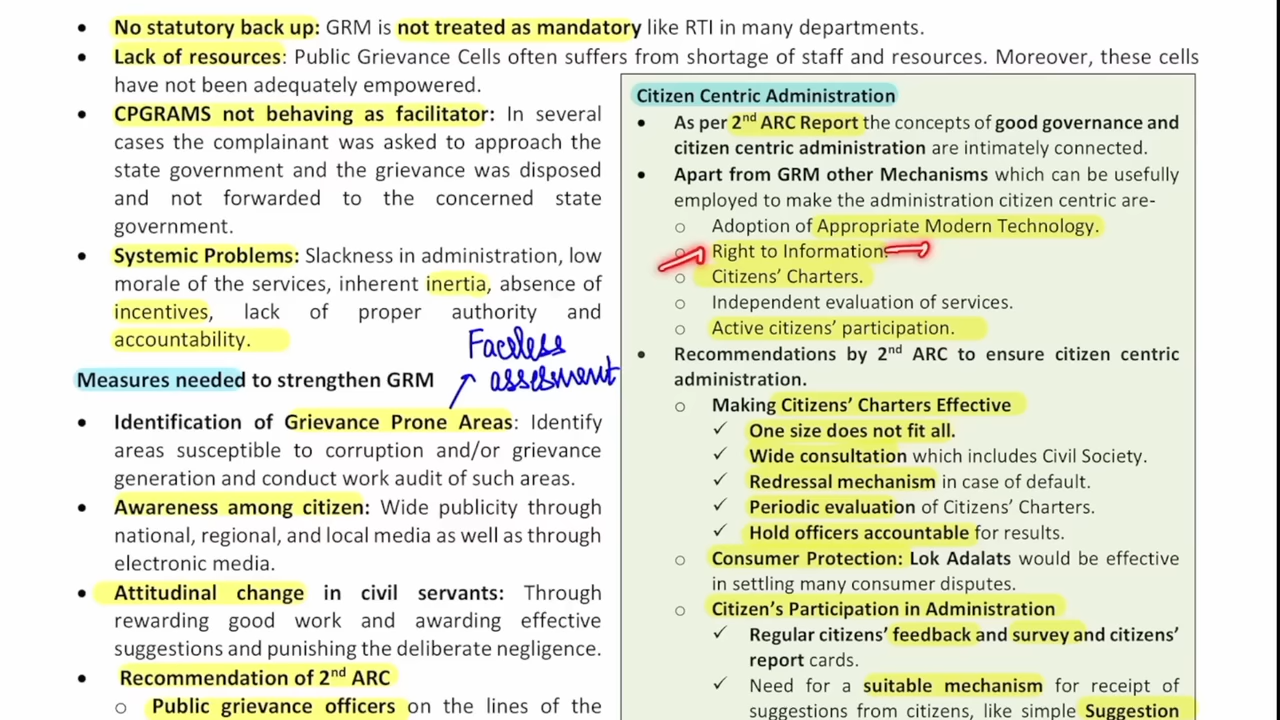 • No statutory back up: GRM is not treated as mandatory like RTI in many departments.
• Lack of resources: Public Grievance Cells often suffers from shortage of staff and resources. Moreover, these cells
have not been adequately empowered.
• CPGRAMS not behaving as facilitator: In several
cases the complainant was asked to approach the
state government and the grievance was disposed
and not forwarded to the concerned state
government.
• Systemic Problems: Slackness in administration, low
morale of the services, inherent inertia, absence of
incentives, lack of proper authority and
accountability.
Faceless
assesment
Measures needed to strengthen GRM
• Identification of Grievance Prone Areas: Identify
areas susceptible to corruption and/or grievance
generation and conduct work audit of such areas.
• Awareness among citizen: Wide publicity through
national, regional, and local media as well as through
electronic media.
• Attitudinal change in civil servants: Through
rewarding good work and awarding effective
suggestions and punishing the deliberate negligence.
• Recommendation of 2nd ARC
o Public grievance officers on the lines of the
Citizen Centric Administration
• As per 2nd ARC Report the concepts of good governance and
citizen centric administration are intimately connected.
• Apart from GRM other Mechanisms which can be usefully
employed to make the administration citizen centric are-
o Adoption of Appropriate Modern Technology.
o Right to Information.
o Citizens’ Charters.
o Independent evaluation of services.
o Active citizens’ participation.
• Recommendations by 2nd ARC to ensure citizen centric
administration.
o Making Citizens’ Charters Effective
✓ One size does not fit all.
✓ Wide consultation which includes Civil Society.
✓ Redressal mechanism in case of default.
✓ Periodic evaluation of Citizens’ Charters.
✓ Hold officers accountable for results.
o Consumer Protection: Lok Adalats would be effective
in settling many consumer disputes.
o Citizen’s Participation in Administration
✓ Regular citizens’ feedback and survey and citizens’
report cards.
✓ Need for a suitable mechanism for receipt of
suggestions from citizens, like simple Suggestion